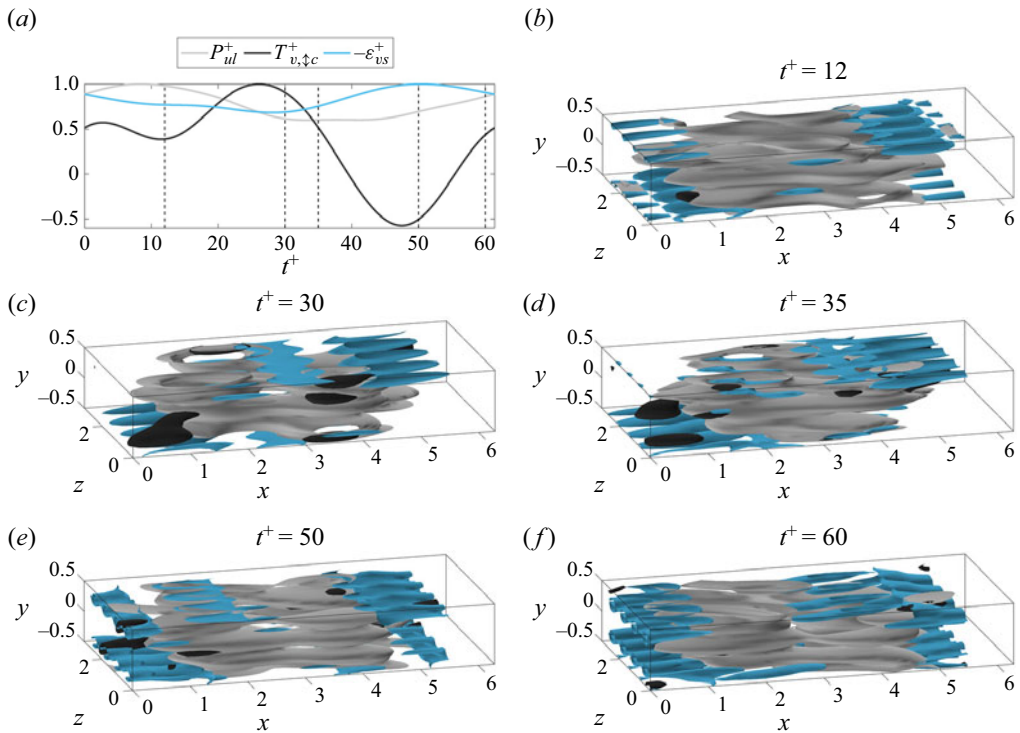 (a)
P⁺ᵤₗ T⁺ᵥ,↕c −εᵥₛ⁺
1.0
0.5
0
−0.5
0 10 20 30 40 50 60
t⁺
(b)
t⁺ = 12
0.5
0
−0.5
y
2
0
z
0 1 2 3 4 5 6
x
(c)
t⁺ = 30
0.5
0
−0.5
y
2
0
z
0 1 2 3 4 5 6
x
(d)
t⁺ = 35
0.5
0
−0.5
y
2
0
z
0 1 2 3 4 5 6
x
(e)
t⁺ = 50
0.5
0
−0.5
y
2
0
z
0 1 2 3 4 5 6
x
(f)
t⁺ = 60
0.5
0
−0.5
y
2
0
z
0 1 2 3 4 5 6
x